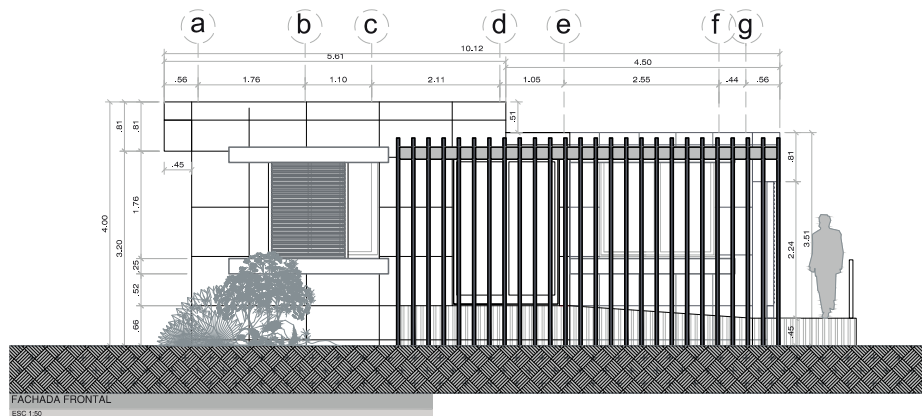 a b c d e f g
10.12
5.61
4.50
.56 1.76 1.10 2.11 1.05 2.55 .44 .56
.81 .81 .51
.81
.45
4.00 3.20 1.76
2.24 3.51
.25
.52
.66 .45
FACHADA FRONTAL
ESC 1:50